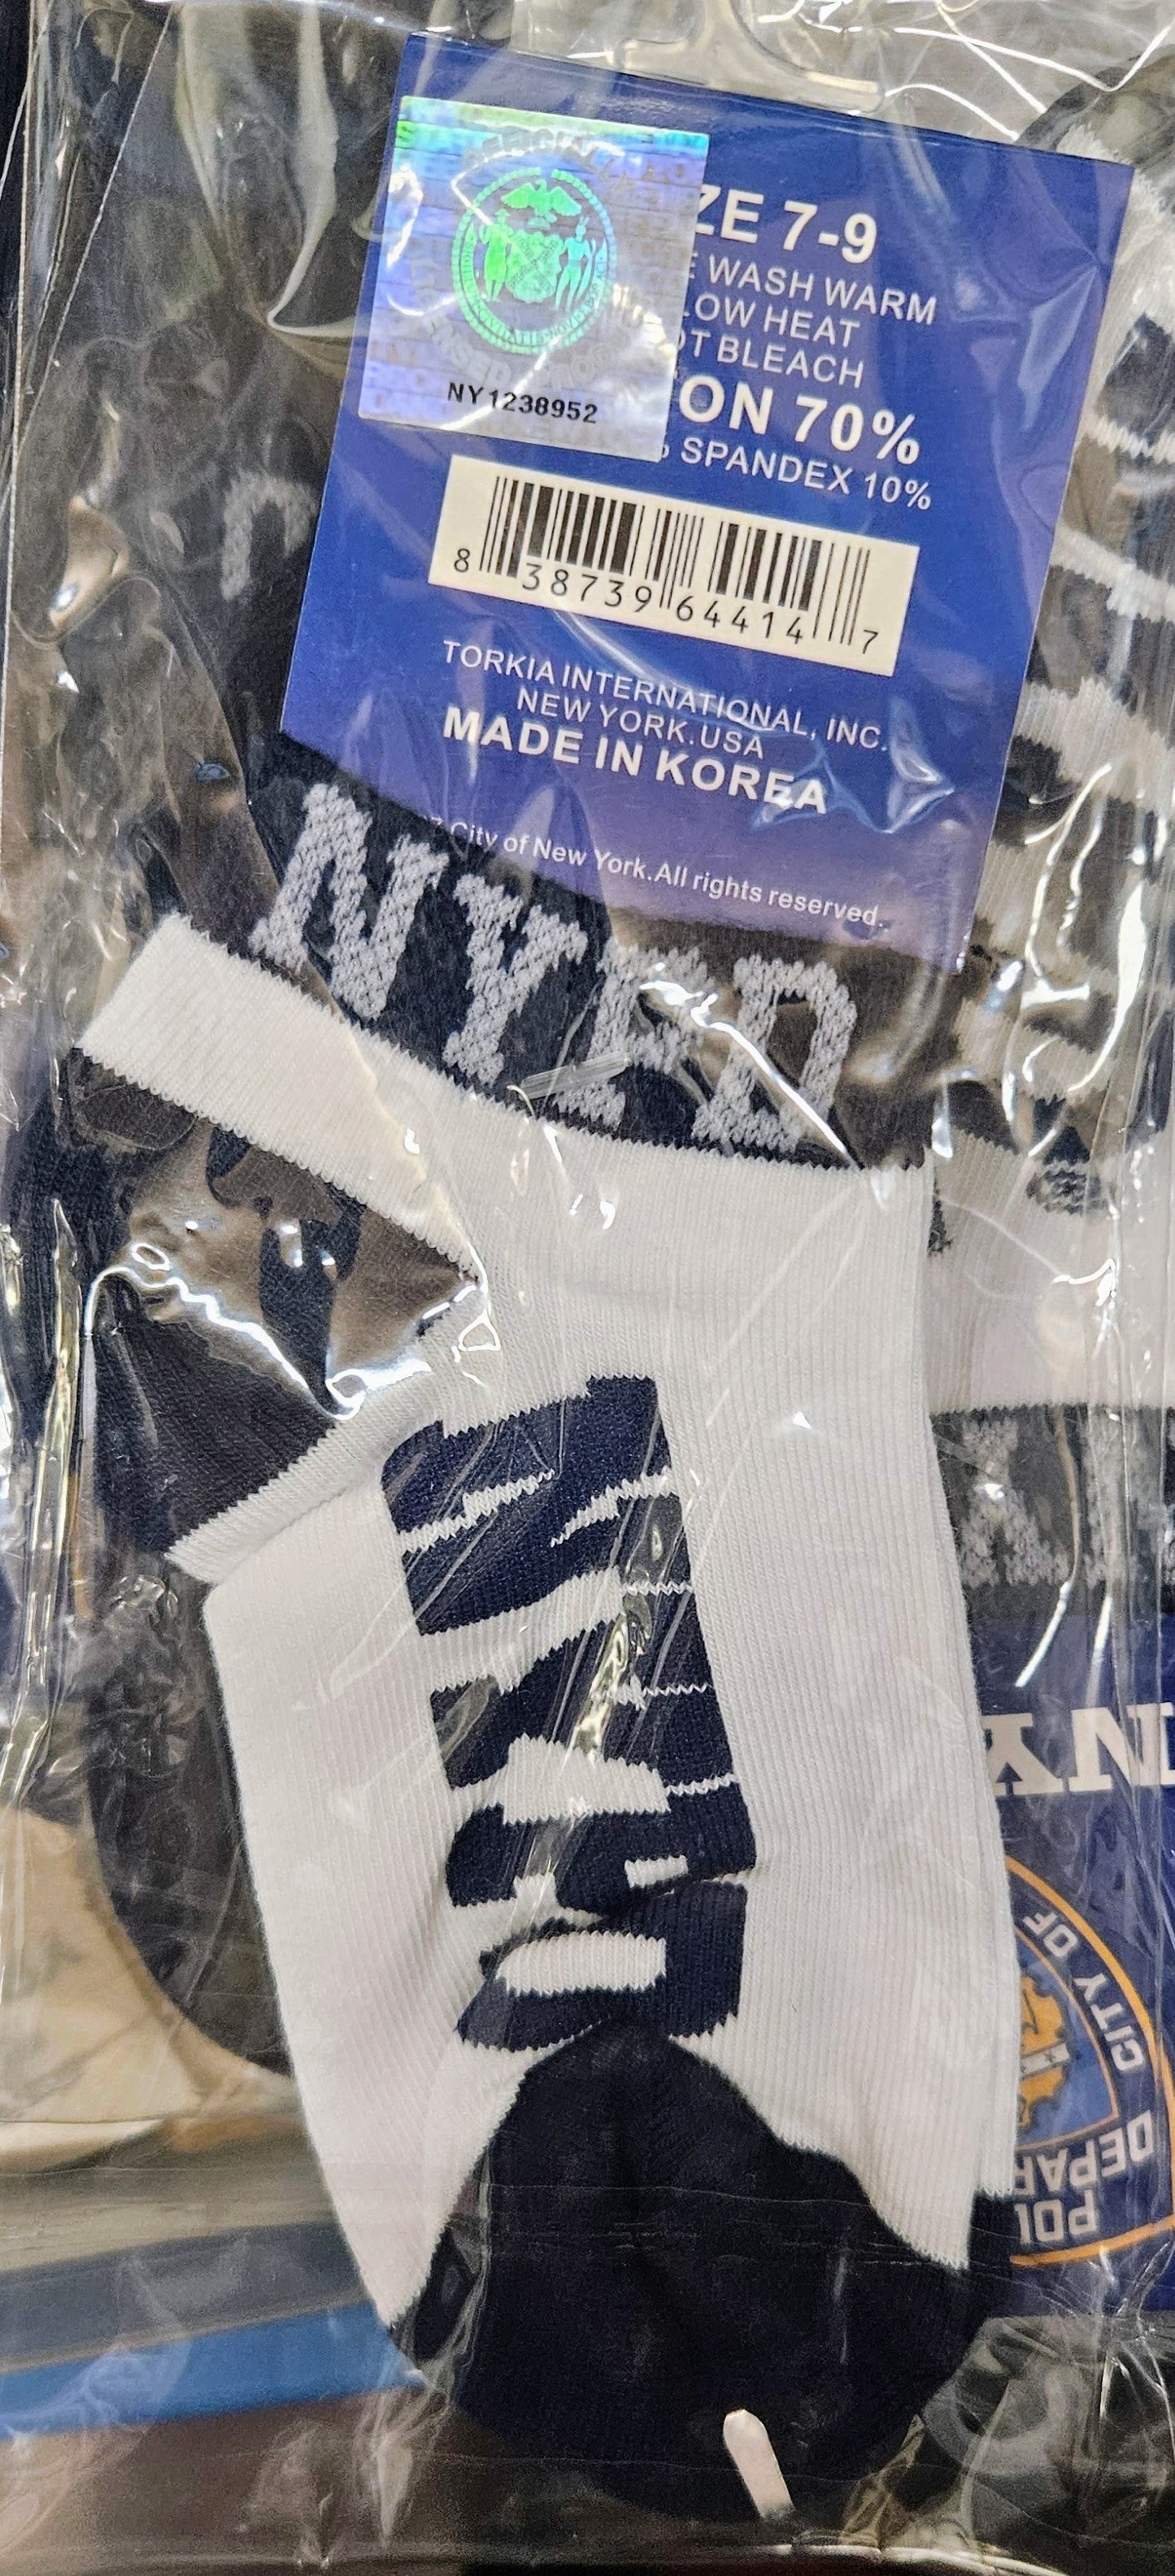 ZE 7-9
E WASH WARM
LOW HEAT
OT BLEACH
ON 70%
% SPANDEX 10%
NY1238952
8 38739 64414 7
TORKIA INTERNATIONAL, INC.
NEW YORK.USA
MADE IN KOREA
City of New York.All rights reserved.
NYPD
NY
CITY OF
DEPAR
POL